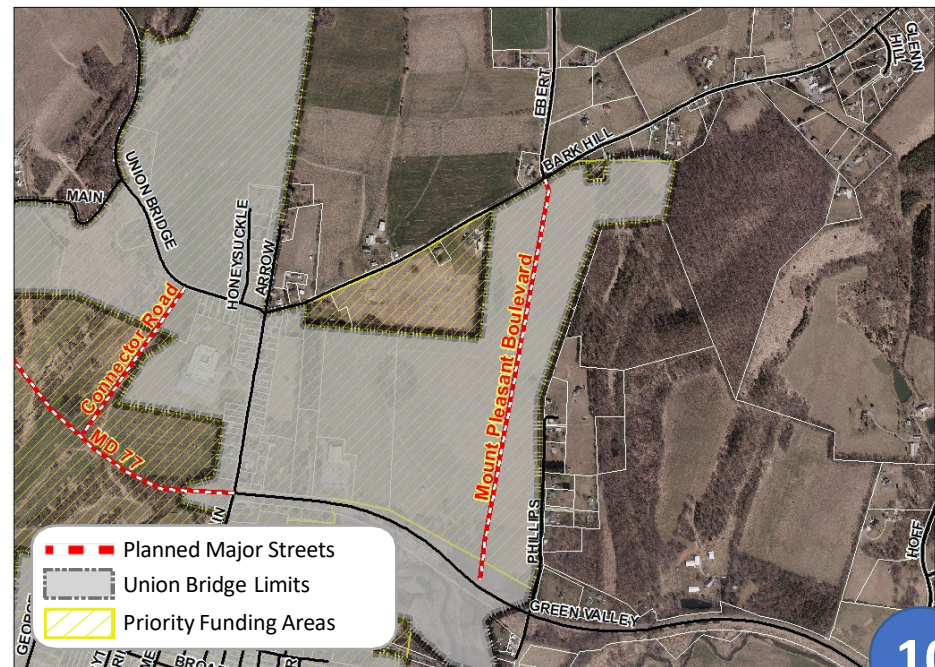 GLENN
HILL
EBERT
BARK HILL
UNION BRIDGE
MAIN
HONEYSUCKLE
ARROW
Connector Road
Mount Pleasant Boulevard
MD 77
PHILLIPS
HOFF
GREEN VALLEY
Planned Major Streets
Union Bridge Limits
Priority Funding Areas